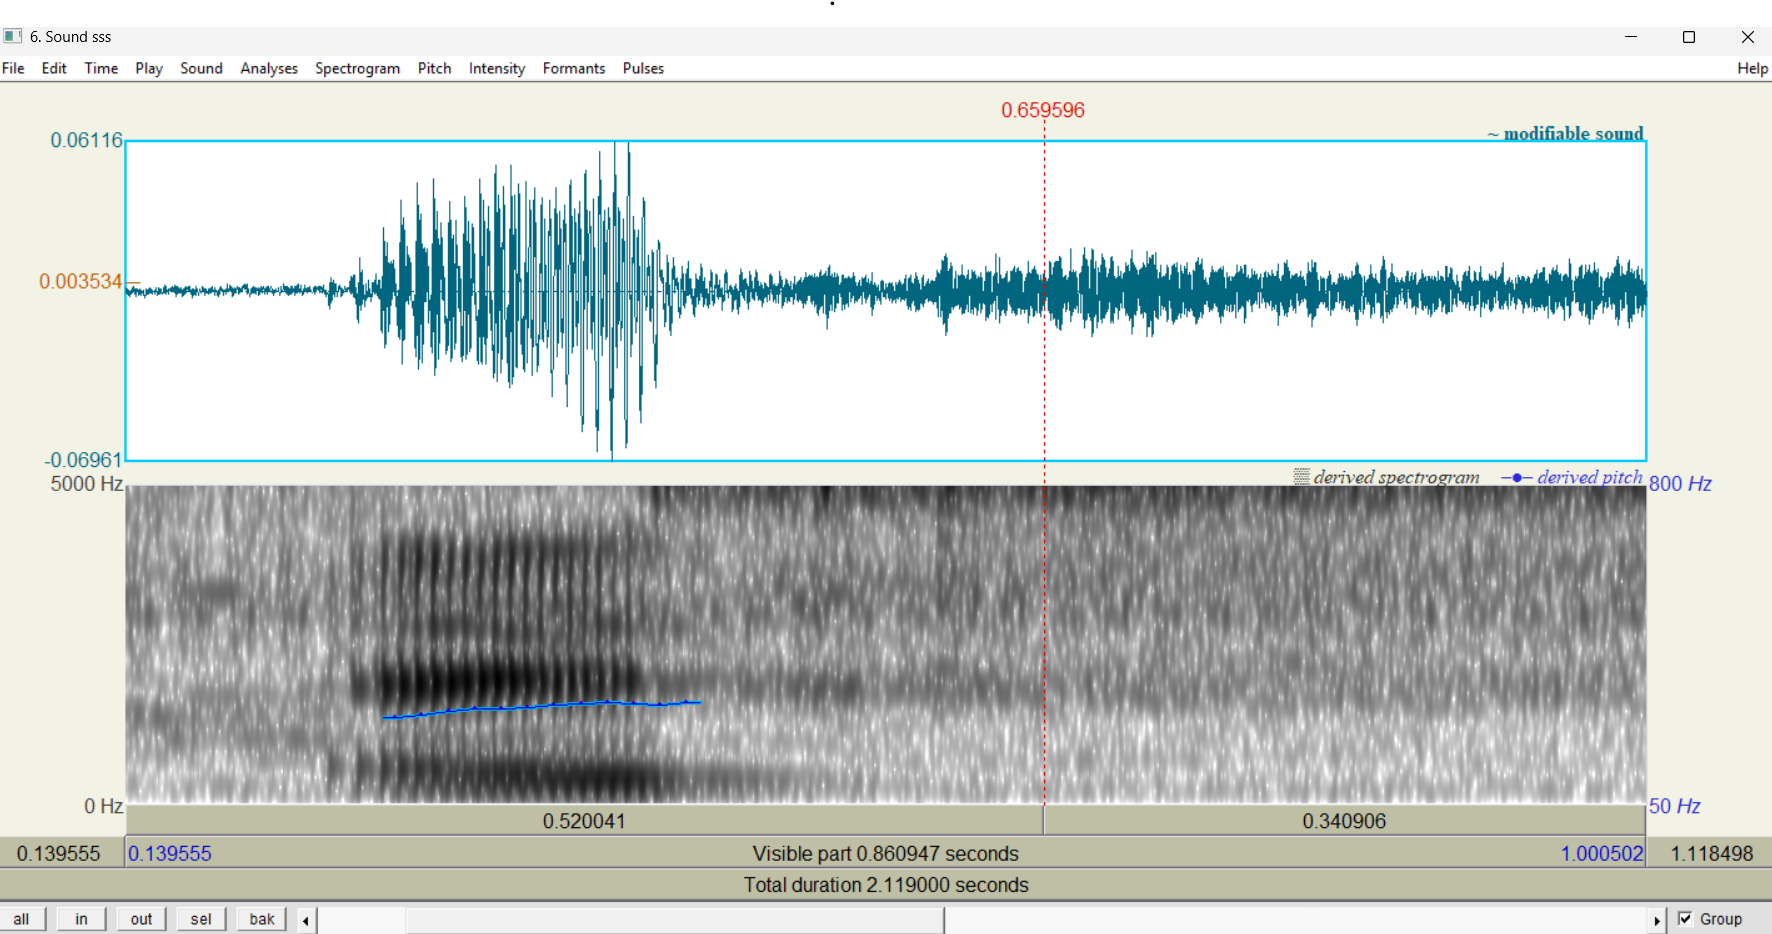 .
6. Sound sss
File Edit Time Play Sound Analyses Spectrogram Pitch Intensity Formants Pulses Help
0.659596
0.06116
~ modifiable sound
0.003534
-0.06961
derived spectrogram derived pitch
5000 Hz 800 Hz
0 Hz 50 Hz
0.520041 0.340906
0.139555 0.139555 Visible part 0.860947 seconds 1.000502 1.118498
Total duration 2.119000 seconds
all in out sel bak Group